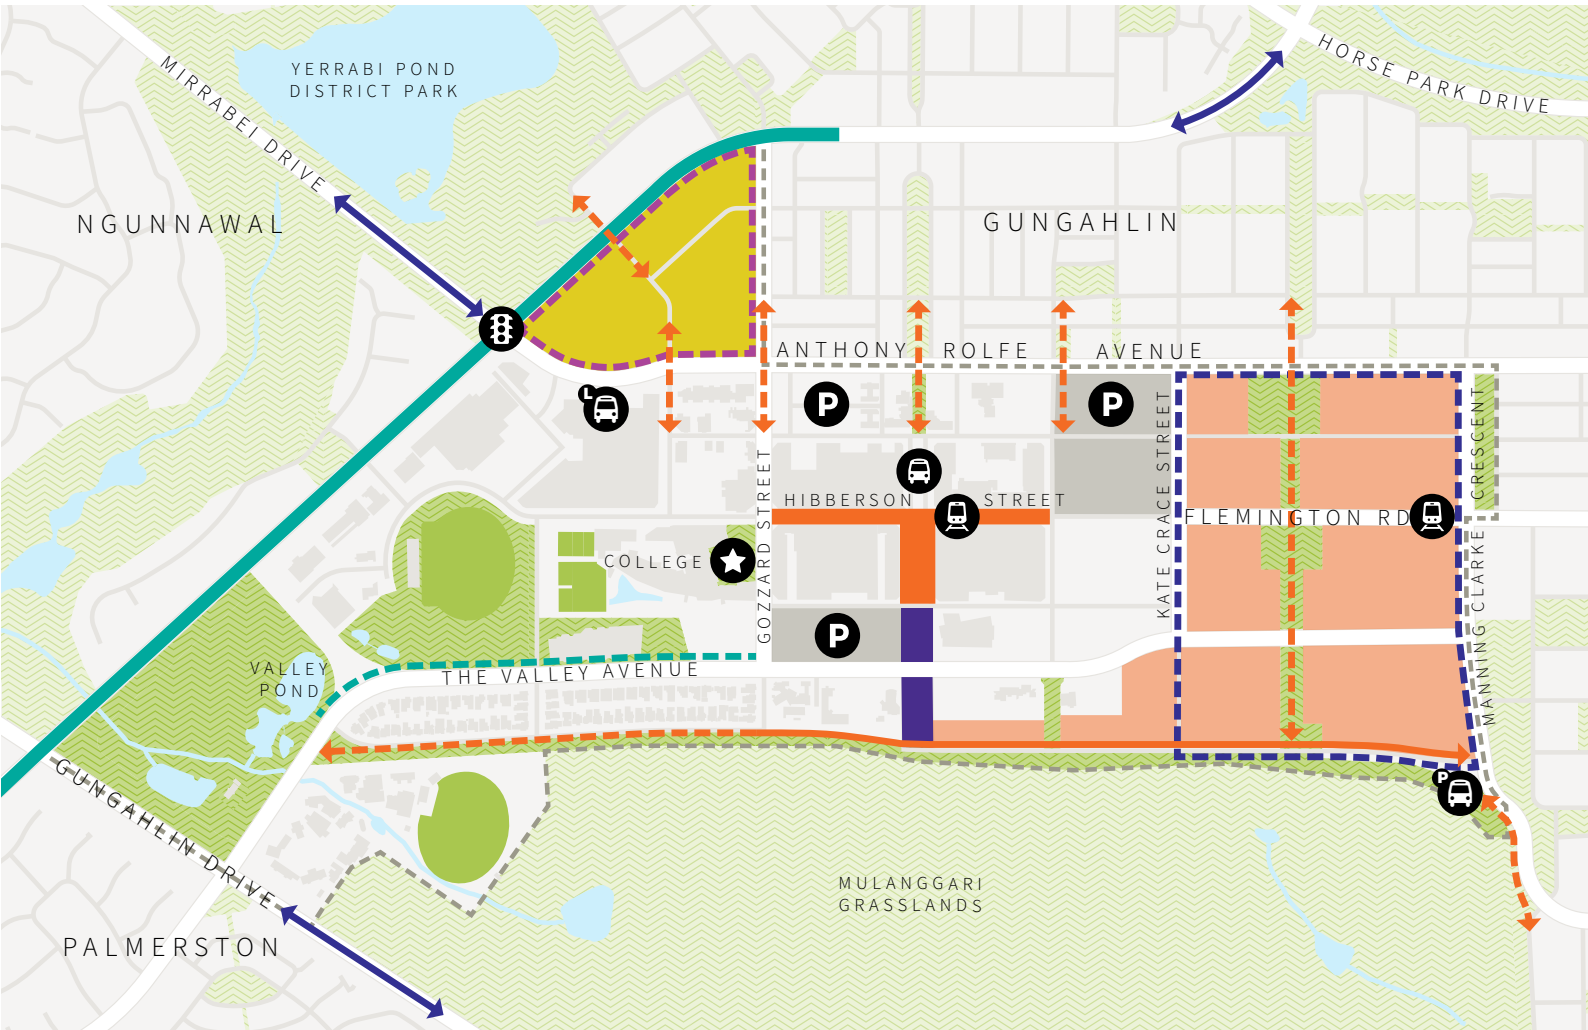 HORSE PARK DRIVE
YERRABI POND
DISTRICT PARK
MIRRABEI DRIVE
NGUNNAWAL
GUNGAHLIN
ANTHONY ROLFE AVENUE
L
P
P
KATE CRACE STREET
MANNING CLARKE CRESCENT
GOZZARD STREET
HIBBERSON STREET
FLEMINGTON RD
COLLEGE
P
VALLEY
POND
THE VALLEY AVENUE
GUNGAHLIN DRIVE
P
MULANGGARI
GRASSLANDS
PALMERSTON